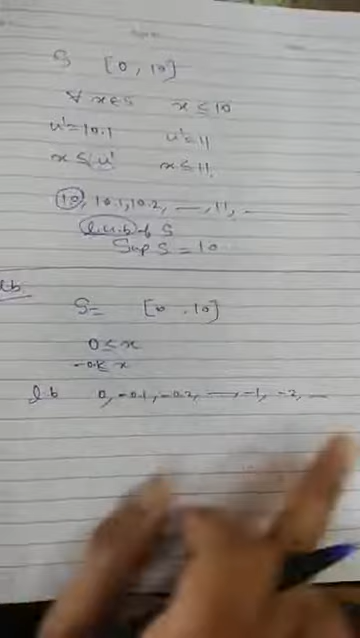 S [0, 10]
∀ x∈S x ≤ 10
u'=10.1 u'=11
x ≤ u' x ≤ 11.
10, 10.1, 10.2, —, 11, —
l.u.b of S
Sup S = 10
l.b
S= [0, 10]
0 ≤ x
-0.1≤ x
l.b 0, -0.1, -0.2, —, -1, -2, —